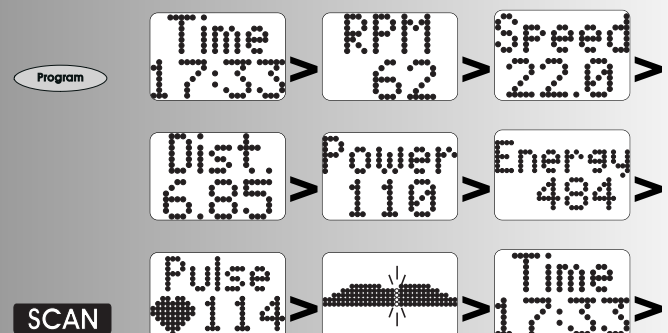 Time > RPM > Speed >
Program
17:33 62 22.0
Dist. > Power > Energy >
6.85 110 484
Pulse > > Time >
114 17:33
SCAN